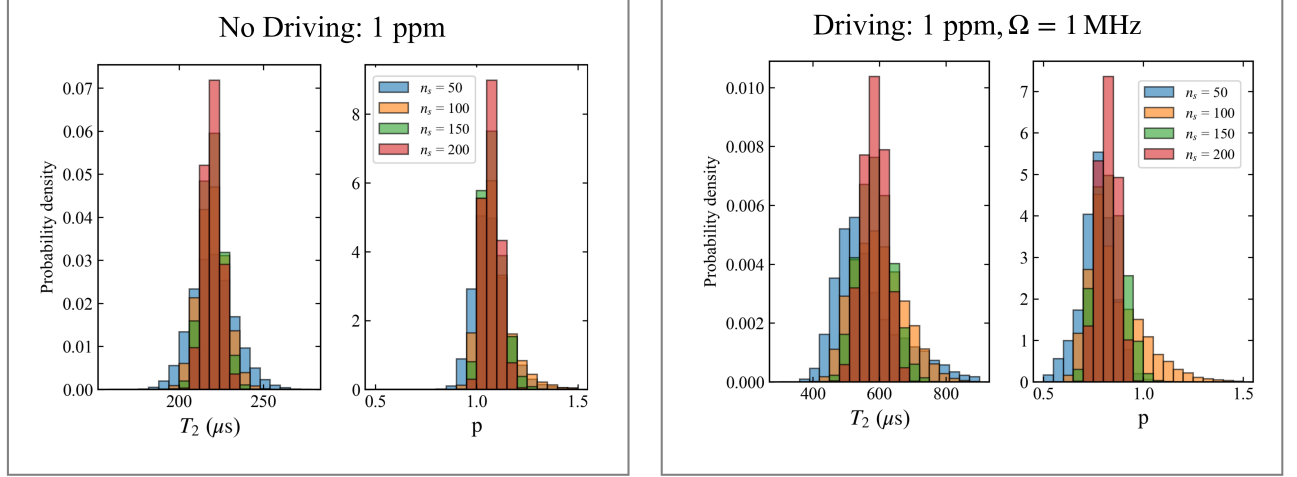 No Driving: 1 ppm
Probability density
0.07
0.06
0.05
0.04
0.03
0.02
0.01
0.00
200
250
T₂ (μs)
8
6
4
2
0
0.5
1.0
1.5
p
nₛ = 50
nₛ = 100
nₛ = 150
nₛ = 200
Driving: 1 ppm, Ω = 1 MHz
Probability density
0.010
0.008
0.006
0.004
0.002
0.000
400
600
800
T₂ (μs)
7
6
5
4
3
2
1
0
0.5
1.0
1.5
p
nₛ = 50
nₛ = 100
nₛ = 150
nₛ = 200